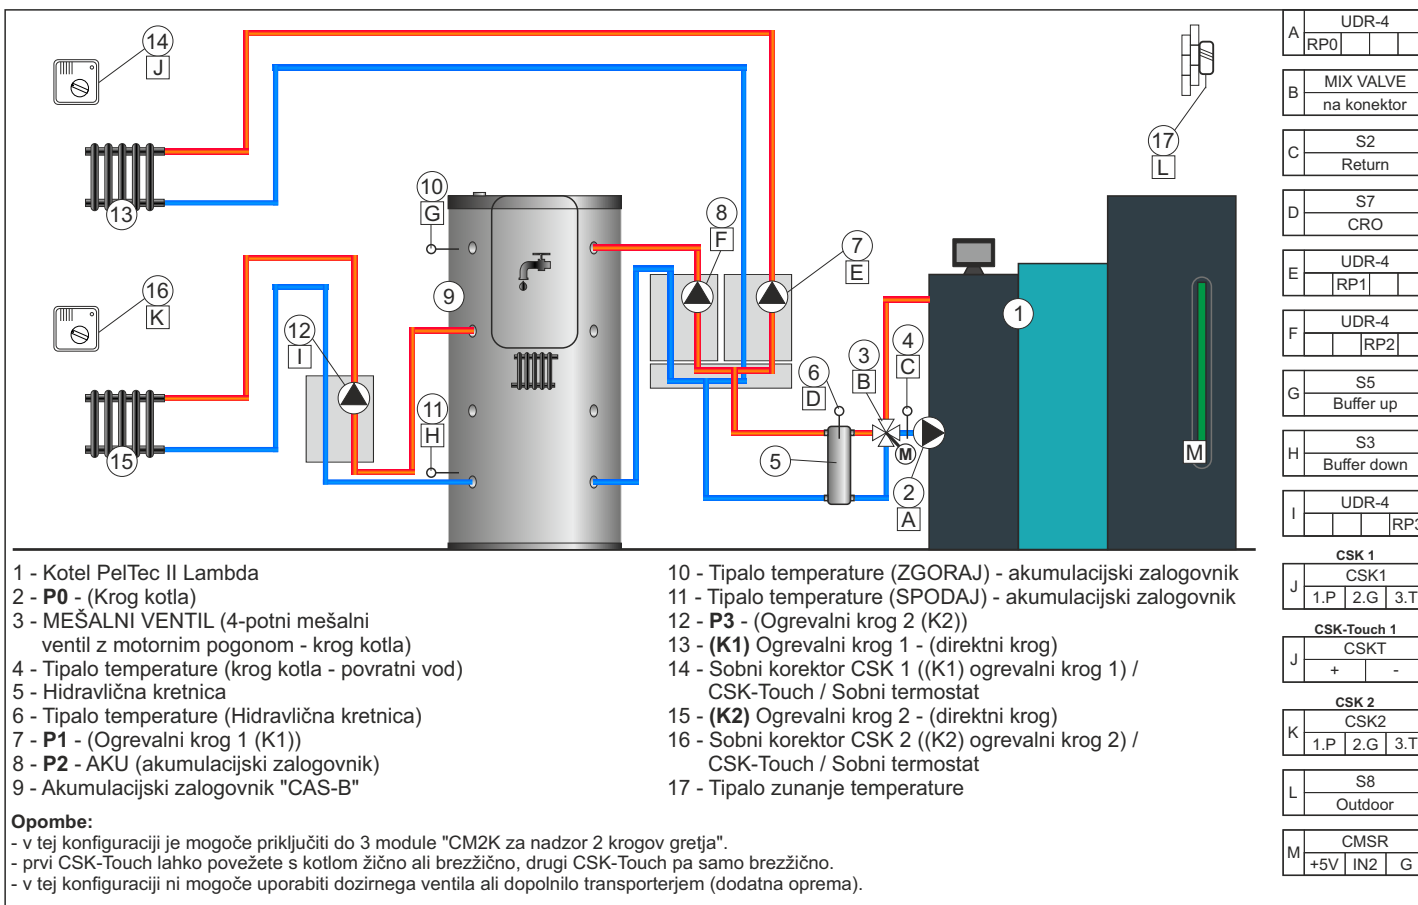 14
J
13
16
K
15
12
I
10
G
9
11
H
8
F
7
E
6
D
5
3
B
M
4
C
2
A
1
17
L
M
A
UDR-4
RP0
B
MIX VALVE
na konektor
C
S2
Return
D
S7
CRO
E
UDR-4
RP1
F
UDR-4
RP2
G
S5
Buffer up
H
S3
Buffer down
I
UDR-4
RP3
CSK 1
J
CSK1
1.P 2.G 3.T
CSK-Touch 1
J
CSKT
+ -
CSK 2
K
CSK2
1.P 2.G 3.T
L
S8
Outdoor
M
CMSR
+5V IN2 G
1 - Kotel PelTec II Lambda
2 - P0 - (Krog kotla)
3 - MEŠALNI VENTIL (4-potni mešalni
ventil z motornim pogonom - krog kotla)
4 - Tipalo temperature (krog kotla - povratni vod)
5 - Hidravlična kretnica
6 - Tipalo temperature (Hidravlična kretnica)
7 - P1 - (Ogrevalni krog 1 (K1))
8 - P2 - AKU (akumulacijski zalogovnik)
9 - Akumulacijski zalogovnik "CAS-B"
10 - Tipalo temperature (ZGORAJ) - akumulacijski zalogovnik
11 - Tipalo temperature (SPODAJ) - akumulacijski zalogovnik
12 - P3 - (Ogrevalni krog 2 (K2))
13 - (K1) Ogrevalni krog 1 - (direktni krog)
14 - Sobni korektor CSK 1 ((K1) ogrevalni krog 1) /
CSK-Touch / Sobni termostat
15 - (K2) Ogrevalni krog 2 - (direktni krog)
16 - Sobni korektor CSK 2 ((K2) ogrevalni krog 2) /
CSK-Touch / Sobni termostat
17 - Tipalo zunanje temperature
Opombe:
- v tej konfiguraciji je mogoče priključiti do 3 module "CM2K za nadzor 2 krogov gretja".
- prvi CSK-Touch lahko povežete s kotlom žično ali brezžično, drugi CSK-Touch pa samo brezžično.
- v tej konfiguraciji ni mogoče uporabiti dozirnega ventila ali dopolnilo transporterjem (dodatna oprema).